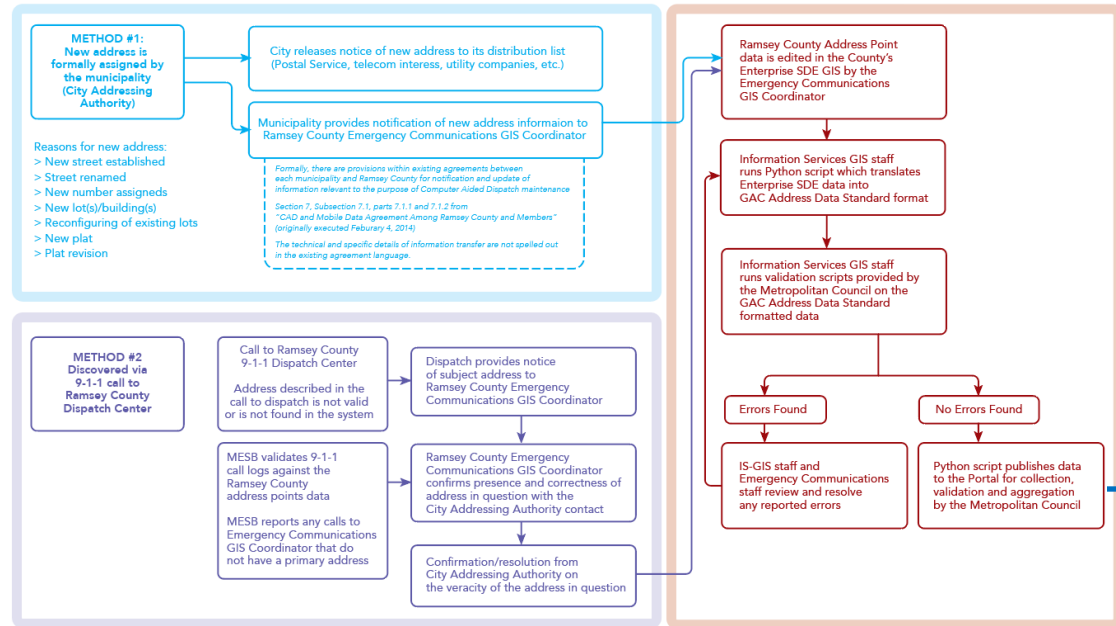 METHOD #1:
New address is
formally assigned by
the municipality
(City Addressing
Authority)
City releases notice of new address to its distribution list
(Postal Service, telecom interess, utility companies, etc.)
Municipality provides notification of new address informaion to
Ramsey County Emergency Communications GIS Coordinator
Formally, there are provisions within existing agreements between
each municipality and Ramsey County for notification and update of
information relevant to the purpose of Computer Aided Dispatch maintenance
Section 7, Subsection 7.1, parts 7.1.1 and 7.1.2 from
“CAD and Mobile Data Agreement Among Ramsey County and Members”
(originally executed Feburary 4, 2014)
The technical and specific details of information transfer are not spelled out
in the existing agreement language.
Reasons for new address:
> New street established
> Street renamed
> New number assigneds
> New lot(s)/building(s)
> Reconfiguring of existing lots
> New plat
> Plat revision
METHOD #2
Discovered via
9-1-1 call to
Ramsey County
Dispatch Center
Call to Ramsey County
9-1-1 Dispatch Center
Address described in the
call to dispatch is not valid
or is not found in the system
Dispatch provides notice
of subject address to
Ramsey County Emergency
Communications GIS Coordinator
MESB validates 9-1-1
call logs against the
Ramsey County
address points data
MESB reports any calls to
Emergency Communications
GIS Coordinator that do
not have a primary address
Ramsey County Emergency
Communications GIS Coordinator
confirms presence and correctness of
address in question with the
City Addressing Authority contact
Confirmation/resolution from
City Addressing Authority on
the veracity of the address in question
Ramsey County Address Point
data is edited in the County’s
Enterprise SDE GIS by the
Emergency Communications
GIS Coordinator
Information Services GIS staff
runs Python script which translates
Enterprise SDE data into
GAC Address Data Standard format
Information Services GIS staff
runs validation scripts provided by
the Metropolitan Council on the
GAC Address Data Standard
formatted data
Errors Found
No Errors Found
IS-GIS staff and
Emergency Communications
staff review and resolve
any reported errors
Python script publishes data
to the Portal for collection,
validation and aggregation
by the Metropolitan Council